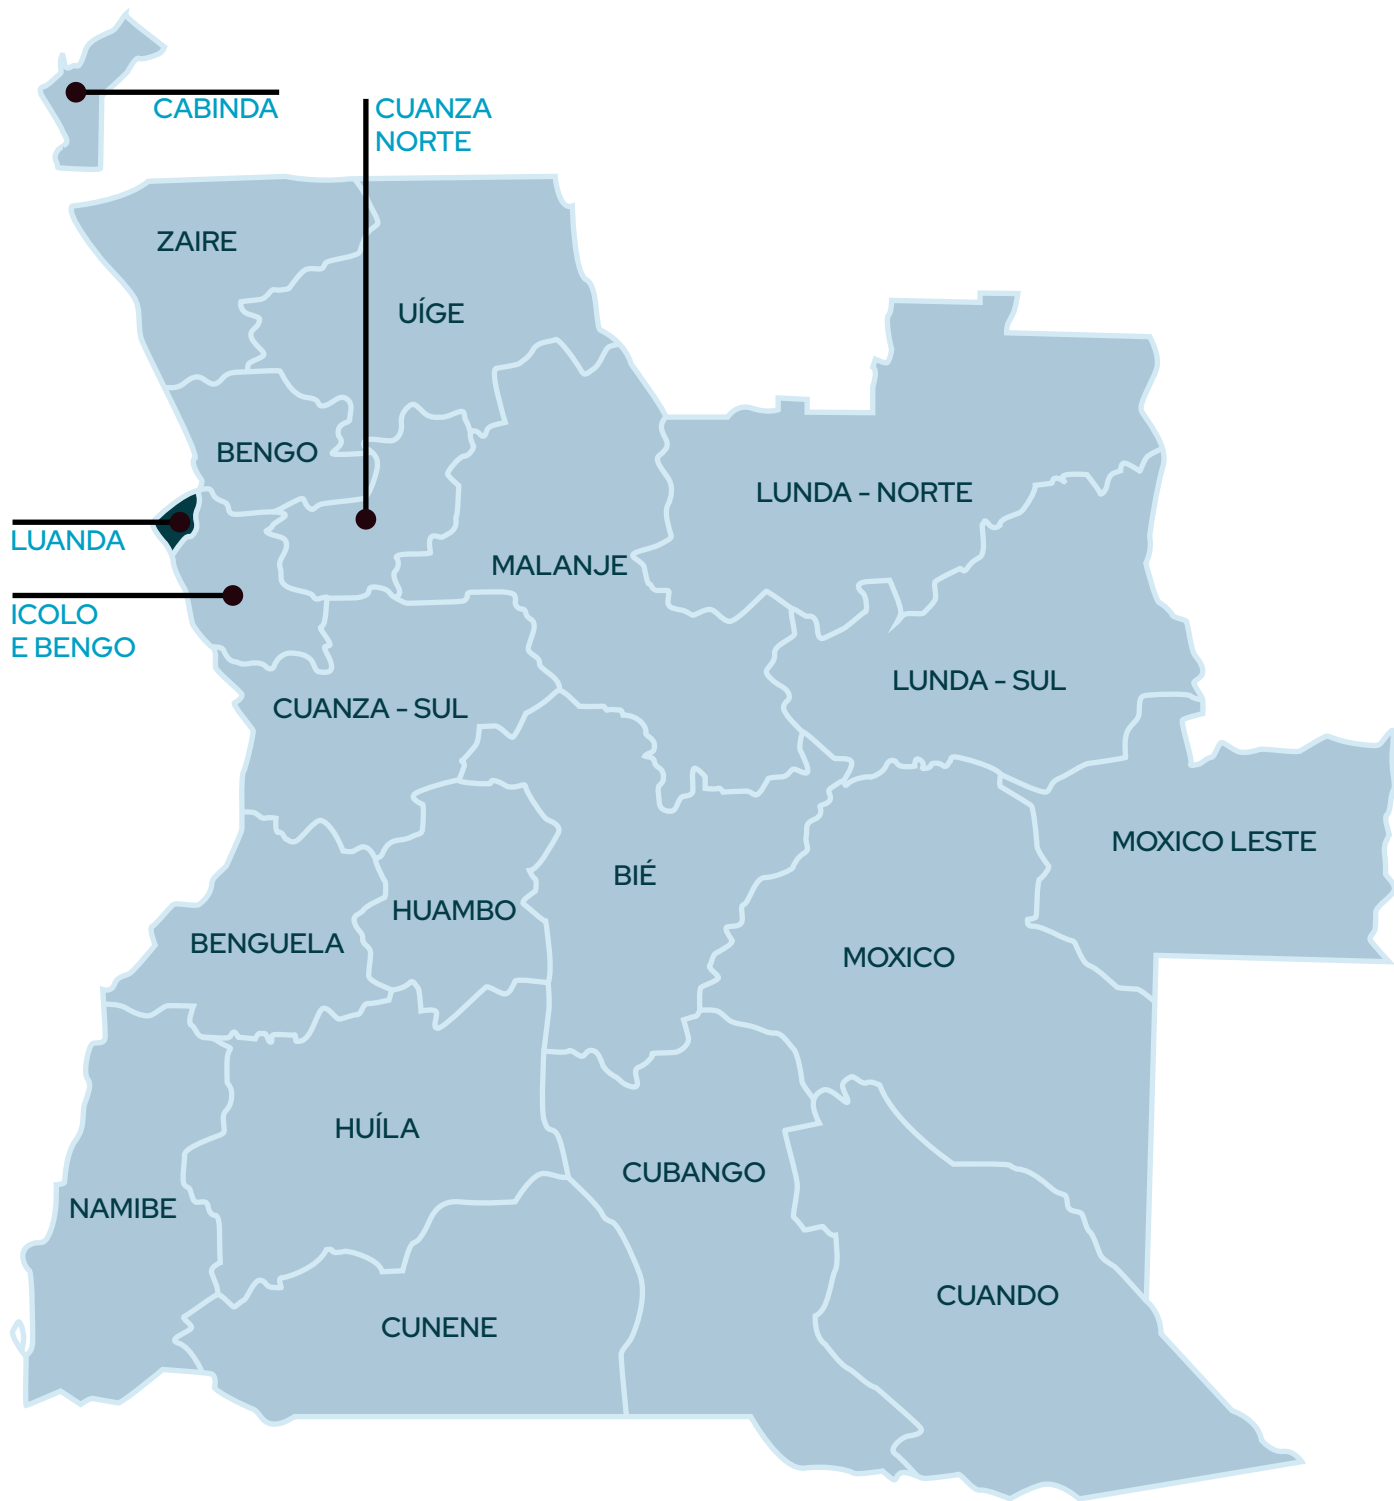 CABINDA
CUANZA
NORTE
ZAIRE
UÍGE
BENGO
LUNDA - NORTE
LUANDA
MALANJE
ICOLO
E BENGO
LUNDA - SUL
CUANZA - SUL
MOXICO LESTE
BIÉ
HUAMBO
BENGUELA
MOXICO
HUÍLA
CUBANGO
NAMIBE
CUANDO
CUNENE